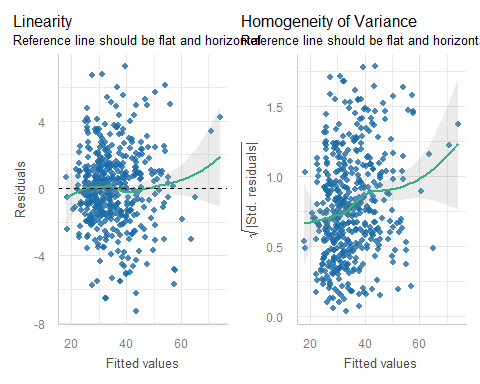 Linearity
Reference line should be flat and horizontal
Residuals
4
0
-4
-8
20
40
60
Fitted values
Homogeneity of Variance
Reference line should be flat and horizont
√|Std. residuals|
1.5
1.0
0.5
0.0
20
40
60
Fitted values